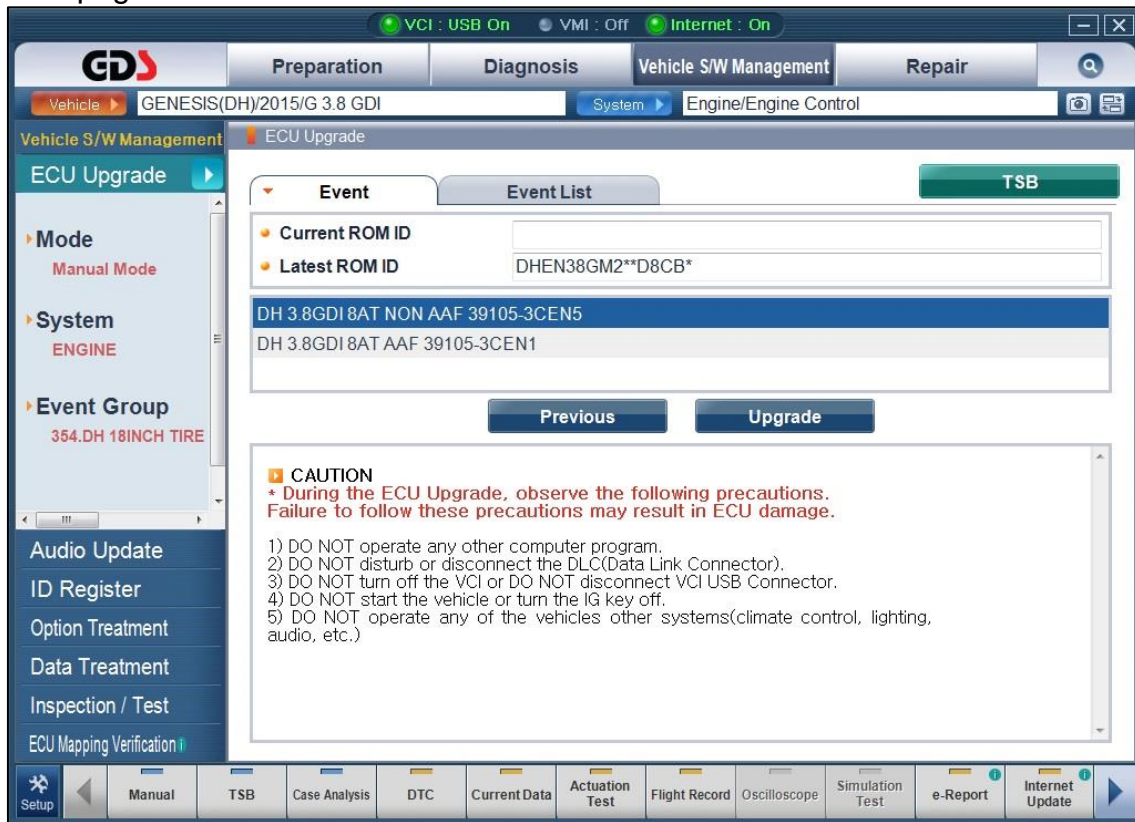 VCI : USB On VMI : Off Internet : On
GDS Preparation Diagnosis Vehicle S/W Management Repair
Vehicle GENESIS(DH)/2015/G 3.8 GDI System Engine/Engine Control
Vehicle S/W Management
ECU Upgrade
Mode
Manual Mode
System
ENGINE
Event Group
354.DH 18INCH TIRE
Audio Update
ID Register
Option Treatment
Data Treatment
Inspection / Test
ECU Mapping Verification
ECU Upgrade
Event Event List TSB
Current ROM ID
Latest ROM ID DHEN38GM2**D8CB*
DH 3.8GDI 8AT NON AAF 39105-3CEN5
DH 3.8GDI 8AT AAF 39105-3CEN1
Previous Upgrade
CAUTION
* During the ECU Upgrade, observe the following precautions.
Failure to follow these precautions may result in ECU damage.
1) DO NOT operate any other computer program.
2) DO NOT disturb or disconnect the DLC(Data Link Connector).
3) DO NOT turn off the VCI or DO NOT disconnect VCI USB Connector.
4) DO NOT start the vehicle or turn the IG key off.
5) DO NOT operate any of the vehicles other systems(climate control, lighting,
audio, etc.)
Setup Manual TSB Case Analysis DTC Current Data Actuation Test Flight Record Oscilloscope Simulation Test e-Report Internet Update